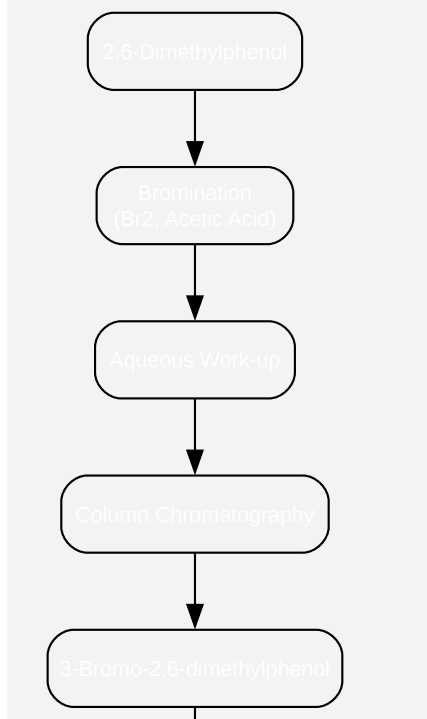 2,6-Dimethylphenol
Bromination
(Br2, Acetic Acid)
Aqueous Work-up
Column Chromatography
3-Bromo-2,6-dimethylphenol